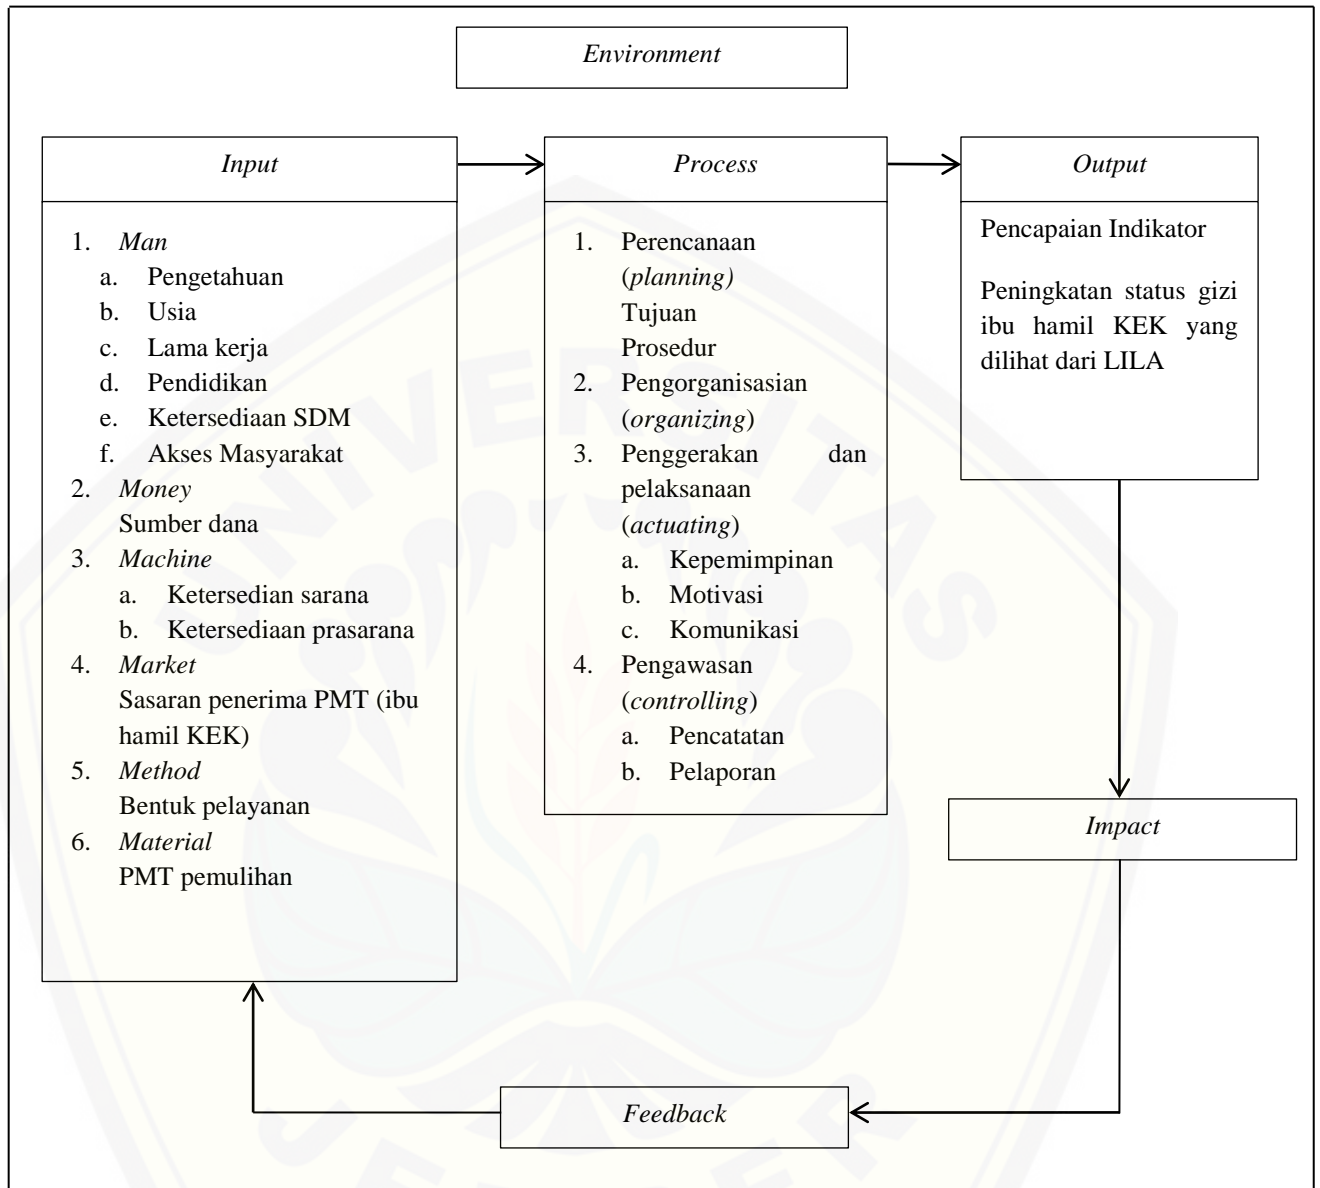 Environment
Input
1. Man
a. Pengetahuan
b. Usia
c. Lama kerja
d. Pendidikan
e. Ketersediaan SDM
f. Akses Masyarakat
2. Money
Sumber dana
3. Machine
a. Ketersedian sarana
b. Ketersediaan prasarana
4. Market
Sasaran penerima PMT (ibu
hamil KEK)
5. Method
Bentuk pelayanan
6. Material
PMT pemulihan
Process
1. Perencanaan
(planning)
Tujuan
Prosedur
2. Pengorganisasian
(organizing)
3. Penggerakan dan
pelaksanaan
(actuating)
a. Kepemimpinan
b. Motivasi
c. Komunikasi
4. Pengawasan
(controlling)
a. Pencatatan
b. Pelaporan
Output
Pencapaian Indikator
Peningkatan status gizi
ibu hamil KEK yang
dilihat dari LILA
Impact
Feedback
UNIVERSITAS
JEMBER